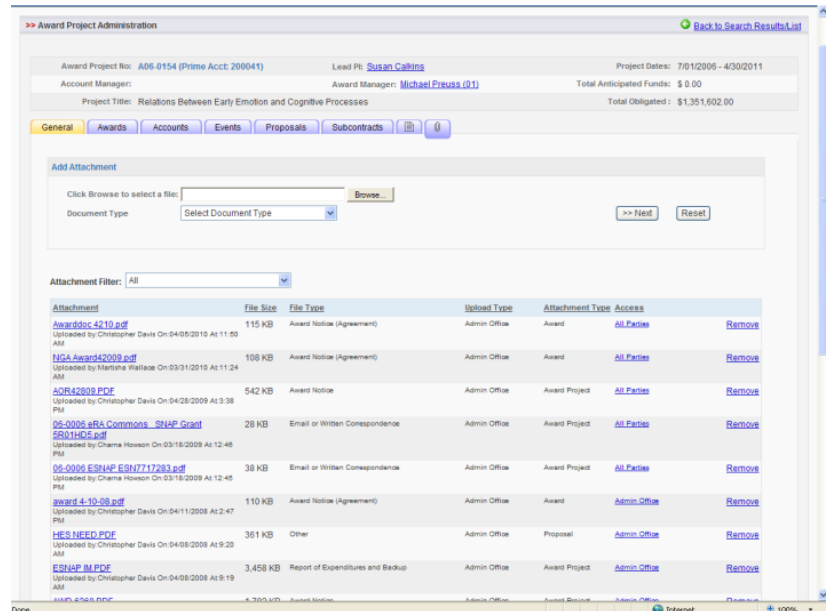 >> Award Project Administration Back to Search Results/List
Award Project No: A06-0154 (Prime Acct: 200041) Lead PI: Susan Calkins Project Dates: 7/01/2006 - 4/30/2011
Account Manager: Award Manager: Michael Preuss (01) Total Anticipated Funds: $ 0.00
Project Title: Relations Between Early Emotion and Cognitive Processes Total Obligated : $1,351,602.00
General Awards Accounts Events Proposals Subcontracts
Add Attachment
Click Browse to select a file: Browse...
Document Type Select Document Type >> Next Reset
Attachment Filter: All
Attachment File Size File Type Upload Type Attachment Type Access
Awarddoc 4210.pdf 115 KB Award Notice (Agreement) Admin Office Award All Parties Remove
Uploaded by:Christopher Davis On:04/05/2010 At:11:50
AM
NGA Award42009.pdf 108 KB Award Notice (Agreement) Admin Office Award All Parties Remove
Uploaded by:Martisha Wallace On:03/31/2010 At:11:24
AM
AOR42809.PDF 542 KB Award Notice Admin Office Award Project All Parties Remove
Uploaded by:Christopher Davis On:04/28/2009 At:3:38
PM
06-0006 eRA Commons SNAP Grant 28 KB Email or Written Correspondence Admin Office Award Project All Parties Remove
5R01HD5.pdf
Uploaded by:Charna Howson On:03/18/2009 At:12:46
PM
06-0006 ESNAP ESN7717283.pdf 38 KB Email or Written Correspondence Admin Office Award Project All Parties Remove
Uploaded by:Charna Howson On:03/18/2009 At:12:45
PM
award 4-10-08.pdf 110 KB Award Notice (Agreement) Admin Office Award Admin Office Remove
Uploaded by:Christopher Davis On:04/11/2008 At:2:47
PM
HES NEED.PDF 361 KB Other Admin Office Proposal Admin Office Remove
Uploaded by:Christopher Davis On:04/08/2008 At:9:20
AM
ESNAP IM.PDF 3,458 KB Report of Expenditures and Backup Admin Office Award Project Admin Office Remove
Uploaded by:Christopher Davis On:04/08/2008 At:9:19
AM
Award Notice Admin Office Award Project Admin Office Remove
Done Internet 100%